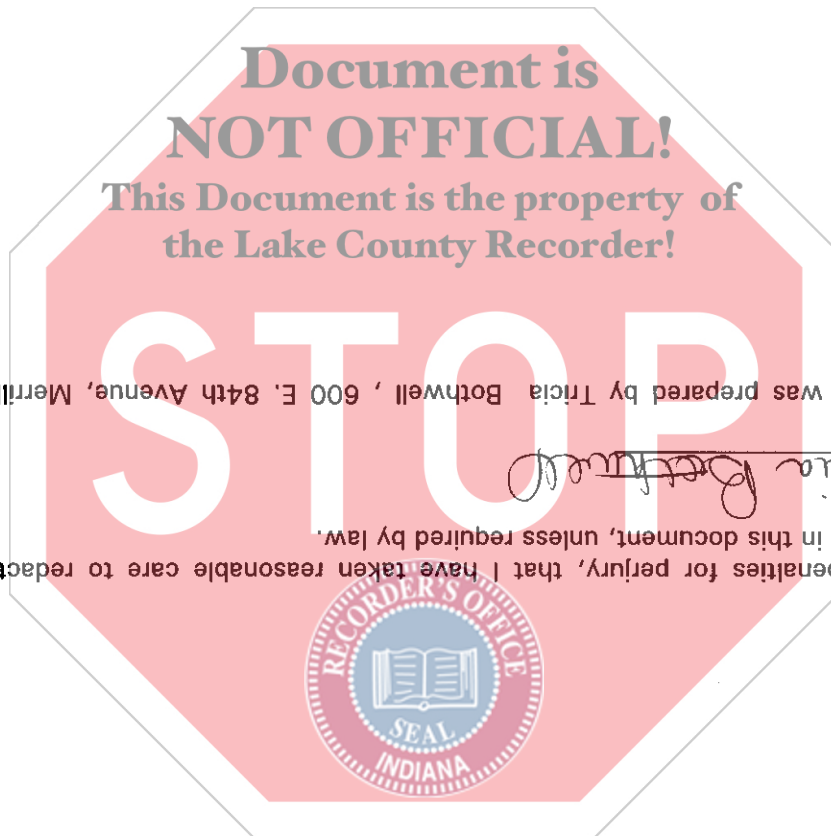 Document is
NOT OFFICIAL!
This Document is the property of
the Lake County Recorder!
STOP
penalties for perjury, that I have taken reasonable care to redact
in this document, unless required by law.
Bothwell
was prepared by Tricia Bothwell , 600 E. 84th Avenue, Merrill
RECORDER'S OFFICE
SEAL
INDIANA